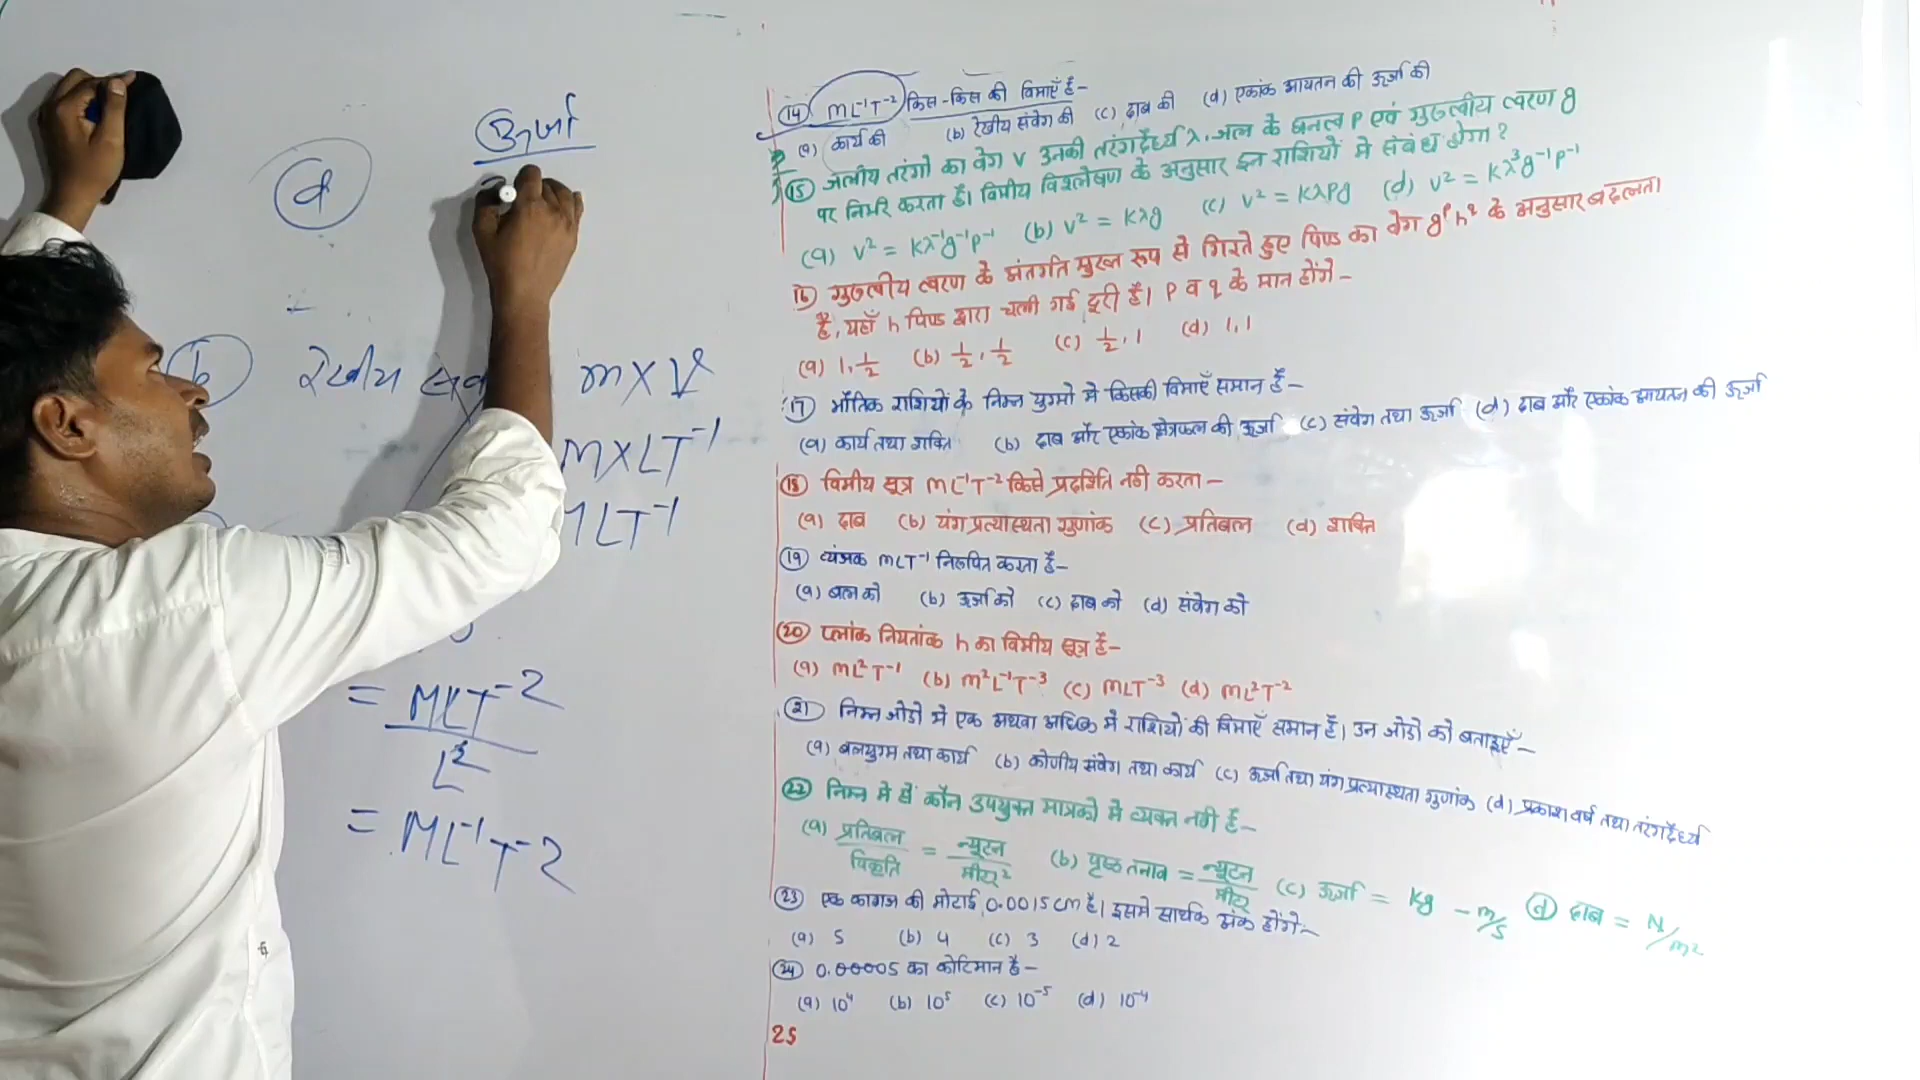 ऊर्जा
d
b रेखीय m×V
M×LT⁻¹
MLT⁻¹
= MLT⁻²
L²
= ML⁻¹T⁻²
(14) ML⁻¹T⁻² किस-किस की विमाएँ हैं-
(a) कार्य की (b) रेखीय संवेग की (c) दाब की (d) एकांक आयतन की ऊर्जा की
(15) जलीय तरंगो का वेग v उनकी तरंगदैर्ध्य λ, जल के घनत्व P एवं गुरुत्वीय त्वरण g
पर निर्भर करता है। विमीय विश्लेषण के अनुसार इन राशियों मे संबंध होगा?
(a) v² = Kλ⁻¹g⁻¹p⁻¹ (b) v² = Kλg (c) v² = Kλpg (d) v² = Kλ³g⁻¹p⁻¹
16) गुरुत्वीय त्वरण के अंतर्गत मुक्त रूप से गिरते हुए पिण्ड का वेग gᵖh^q के अनुसार बदलता
है, यहाँ h पिण्ड द्वारा चली गई दूरी है। P व q के मान होंगे-
(a) 1, 1/2 (b) 1/2, 1/2 (c) 1/2, 1 (d) 1, 1
17) भौतिक राशियों के निम्न युग्मो मे किसकी विमाएँ समान हैं-
(a) कार्य तथा शक्ति (b) दाब और एकांक क्षेत्रफल की ऊर्जा (c) संवेग तथा ऊर्जा (d) दाब और एकांक आयतन की ऊर्जा
(18) विमीय सूत्र ML⁻¹T⁻² किसे प्रदर्शित नही करता-
(a) दाब (b) यंग प्रत्यास्थता गुणांक (c) प्रतिबल (d) शक्ति
(19) व्यंजक MLT⁻¹ निरूपित करता है-
(a) बल को (b) ऊर्जा को (c) दाब को (d) संवेग को
(20) प्लांक नियतांक h का विमीय सूत्र है-
(a) ML²T⁻¹ (b) M²L⁻¹T⁻³ (c) MLT⁻³ (d) ML²T⁻²
(21) निम्न जोडो मे एक अथवा अधिक मे राशियों की विमाएँ समान हैं। उन जोडो को बताइएँ-
(a) बलयुग्म तथा कार्य (b) कोणीय संवेग तथा कार्य (c) ऊर्जा तथा यंग प्रत्यास्थता गुणांक (d) प्रकाश वर्ष तथा तरंगदैर्ध्य
(22) निम्न मे से कौन उपयुक्त मात्रको मे व्यक्त नही है-
(a) प्रतिबल/विकृति = न्यूटन/मीटर² (b) पृष्ठ तनाव = न्यूटन/मीटर (c) ऊर्जा = Kg - m/s (d) दाब = N/m²
(23) एक कागज की मोटाई 0.0015 cm है। इसमे सार्थक अंक होंगे-
(a) 5 (b) 4 (c) 3 (d) 2
(24) 0.00005 का कोटिमान है-
(a) 10⁴ (b) 10⁵ (c) 10⁻⁵ (d) 10⁻⁴
25